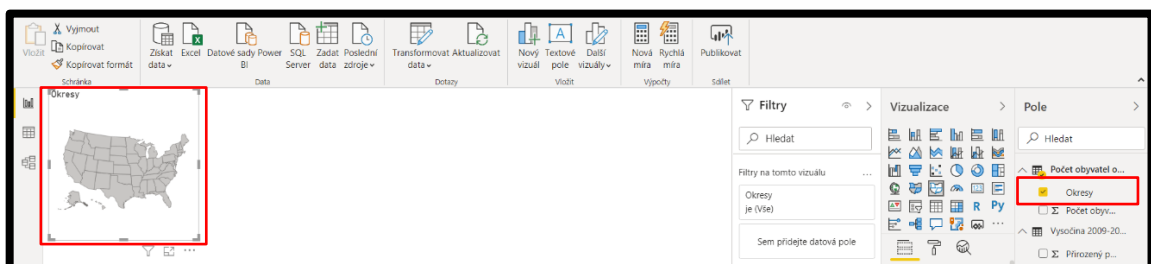 Vložit
Vyjmout
Kopírovat
Kopírovat formát
Schránka
Získat data
Excel
Datové sady Power BI
SQL Server
Zadat data
Poslední zdroje
Data
Transformovat data
Aktualizovat
Dotazy
Nový vizuál
Textové pole
Další vizuály
Vložit
Nová míra
Rychlá míra
Výpočty
Publikovat
Sdílet
Okresy
Filtry
Hledat
Filtry na tomto vizuálu ...
Okresy
je (Vše)
Sem přidejte datová pole
Vizualizace
R Py
Pole
Hledat
Počet obyvatel o...
Okresy
Σ Počet obyv...
Vysočina 2009-20...
Σ Přirozený p...